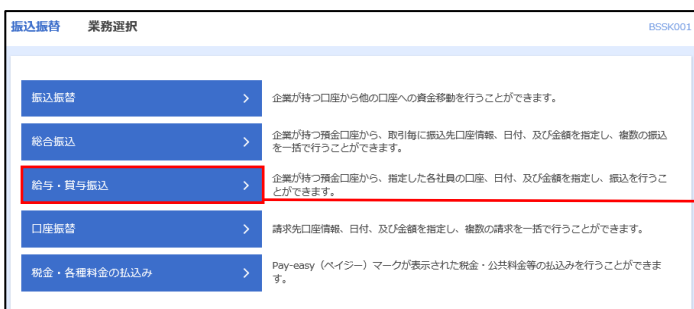 振込振替 業務選択 BSSK001
振込振替 企業が持つ口座から他の口座への資金移動を行うことができます。
総合振込 企業が持つ預金口座から、取引毎に振込先口座情報、日付、及び金額を指定し、複数の振込
を一括で行うことができます。
給与・賞与振込 企業が持つ預金口座から、指定した各社員の口座、日付、及び金額を指定し、振込を行うこ
とができます。
口座振替 請求先口座情報、日付、及び金額を指定し、複数の請求を一括で行うことができます。
税金・各種料金の払込み Pay-easy（ペイジー）マークが表示された税金・公共料金等の払込みを行うことができま
す。